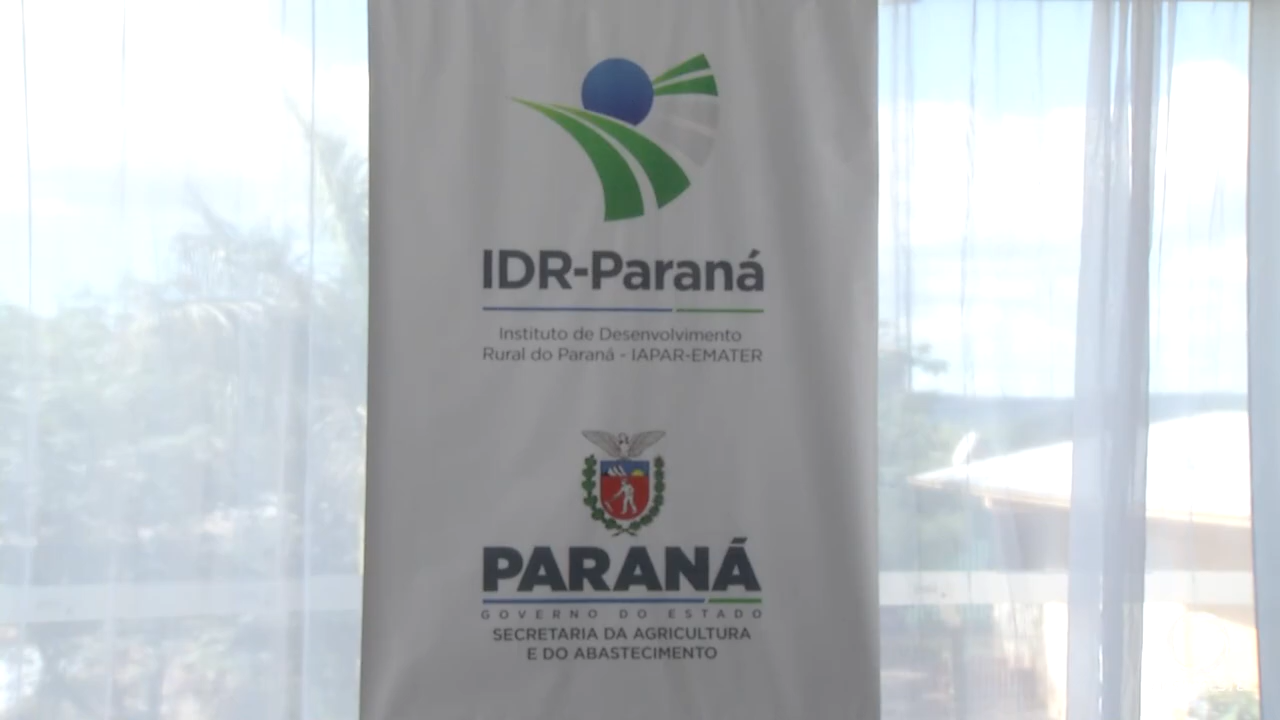 IDR-Paraná
Instituto de Desenvolvimento
Rural do Paraná - IAPAR-EMATER
PARANÁ
GOVERNO DO ESTADO
SECRETARIA DA AGRICULTURA
E DO ABASTECIMENTO